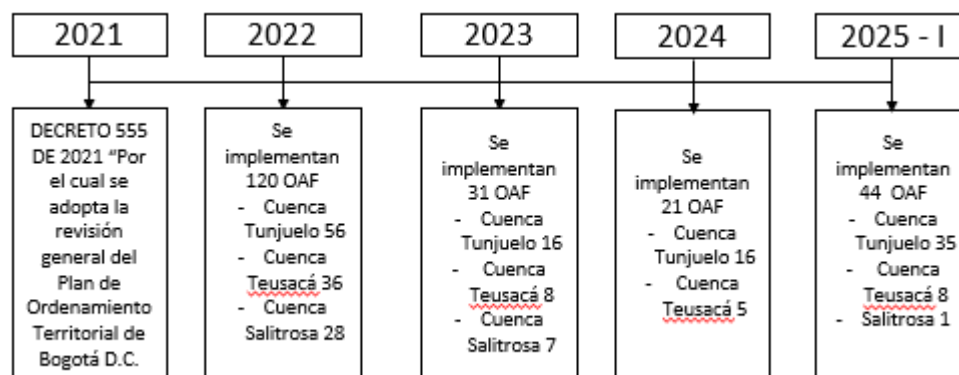 2021
2022
2023
2024
2025 - I
DECRETO 555
DE 2021 “Por
el cual se
adopta la
revisión
general del
Plan de
Ordenamiento
Territorial de
Bogotá D.C.
Se
implementan
120 OAF
- Cuenca
Tunjuelo 56
- Cuenca
Teusacá 36
- Cuenca
Salitrosa 28
Se
implementan
31 OAF
- Cuenca
Tunjuelo 16
- Cuenca
Teusacá 8
- Cuenca
Salitrosa 7
Se
implementan
21 OAF
- Cuenca
Tunjuelo 16
- Cuenca
Teusacá 5
Se
implementan
44 OAF
- Cuenca
Tunjuelo 35
- Cuenca
Teusacá 8
- Salitrosa 1